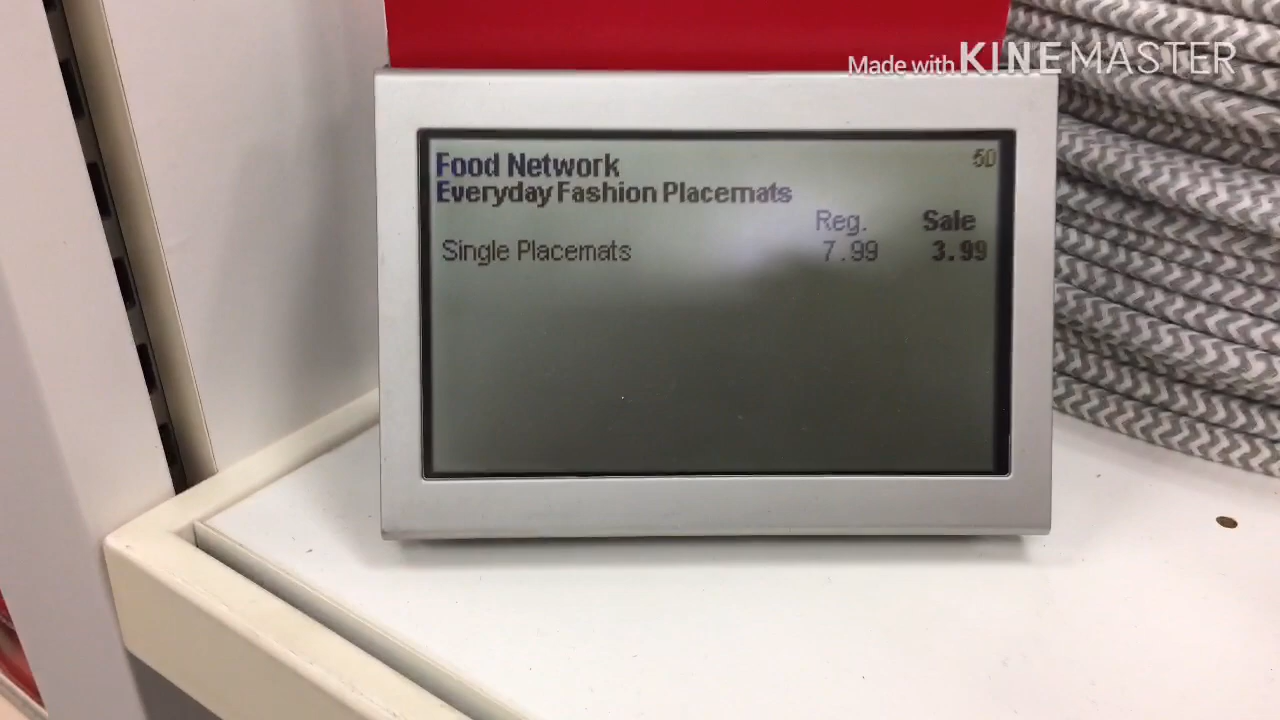 Made with KINEMASTER
Food Network 50
Everyday Fashion Placemats
Reg. Sale
Single Placemats 7.99 3.99